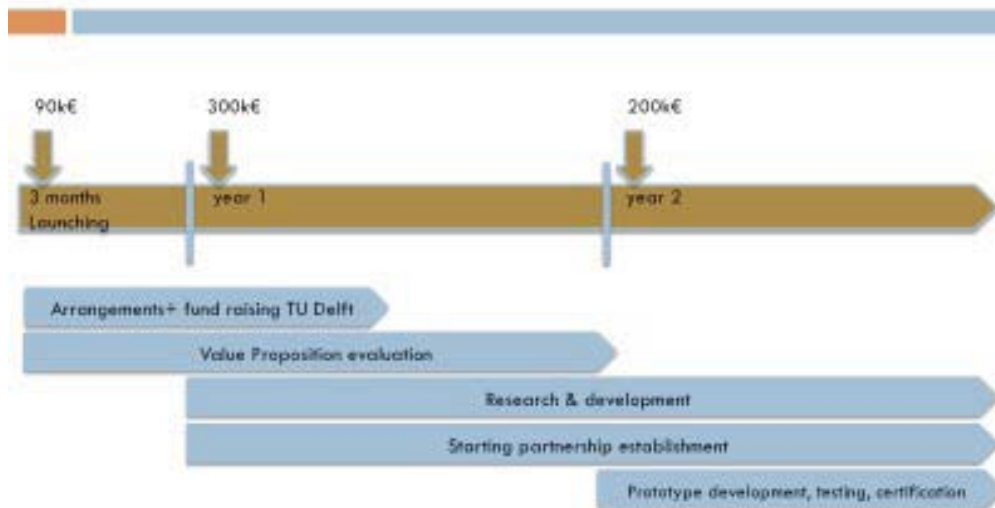 90k€
300k€
200k€
3 months
Launching
year 1
year 2
Arrangements+ fund raising TU Delft
Value Proposition evaluation
Research & development
Starting partnership establishment
Prototype development, testing, certification